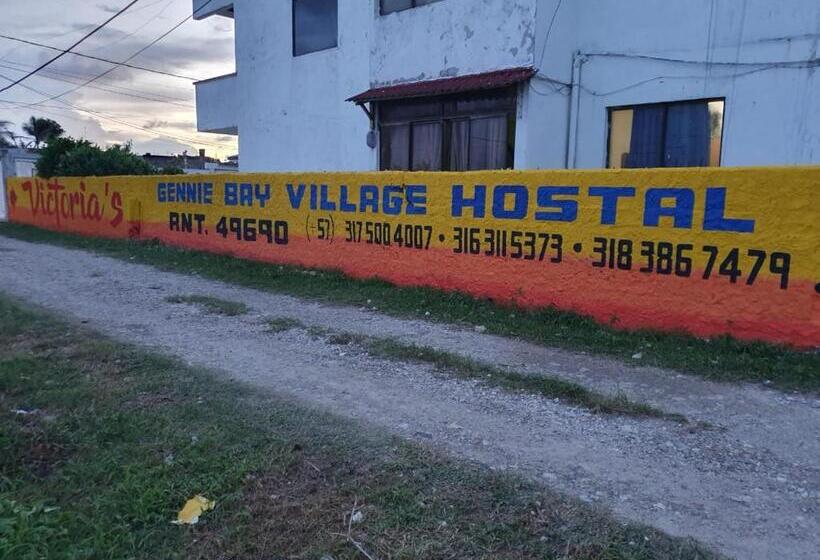 Victoria's GENNIE BAY VILLAGE HOSTAL
RNT. 49690 (-57) 317 500 4007 • 316 311 5373 • 318 386 7479